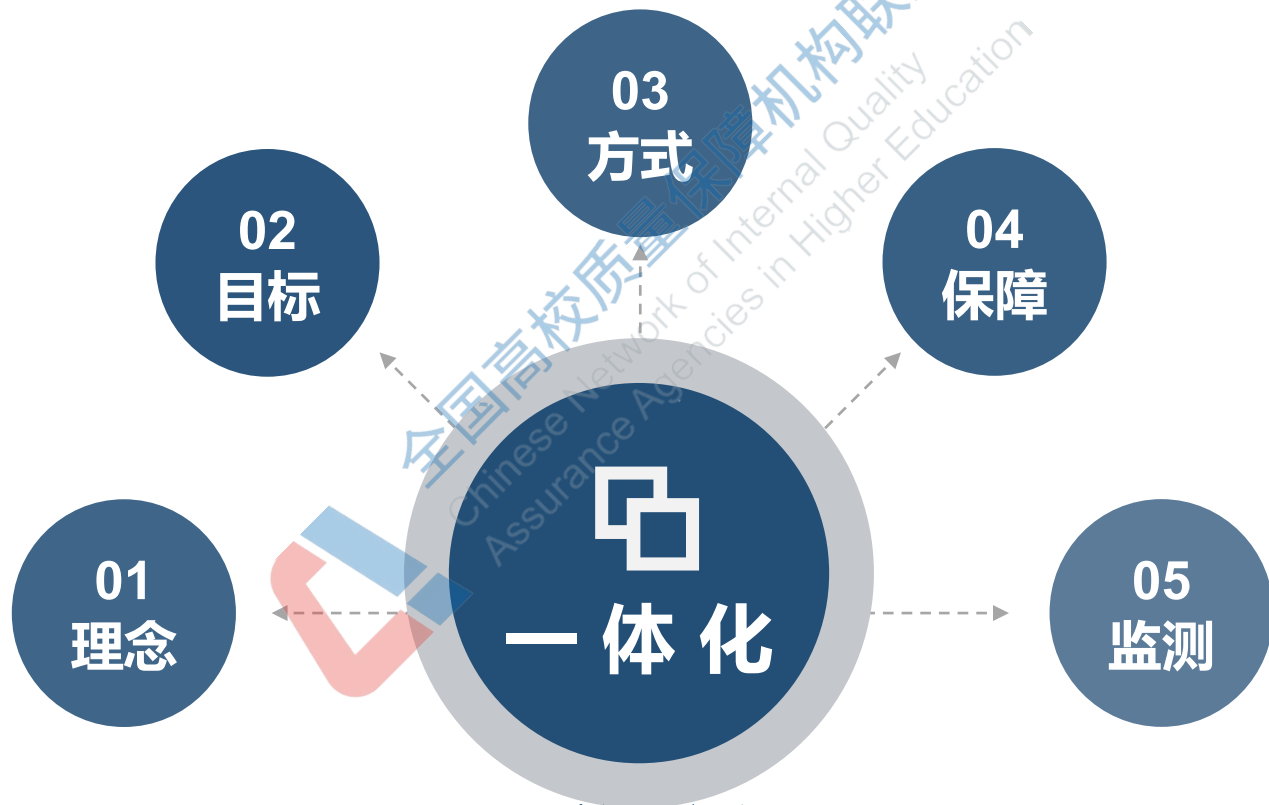 03
方式
02
目标
04
保障
01
理念
05
监测
一体化
全国高校质量保障机构联
Chinese Network of Internal Quality
Assurance Agencies in Higher Education